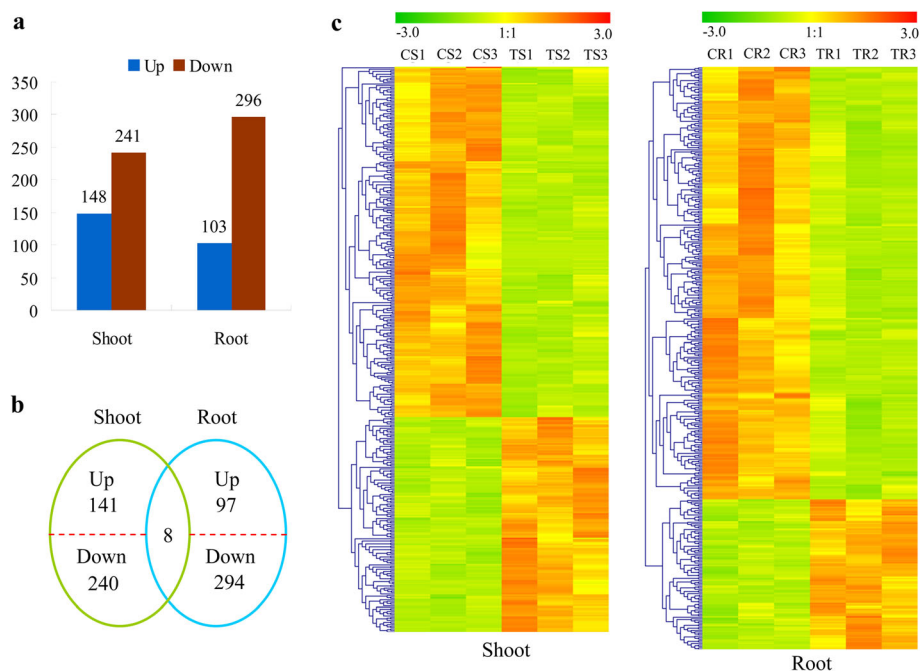 a
Up Down
350
300
250
200
150
100
50
0
148
241
103
296
Shoot Root
b
Shoot Root
Up
141
Down
240
8
Up
97
Down
294
c
-3.0 1:1 3.0
CS1 CS2 CS3 TS1 TS2 TS3
Shoot
-3.0 1:1 3.0
CR1 CR2 CR3 TR1 TR2 TR3
Root